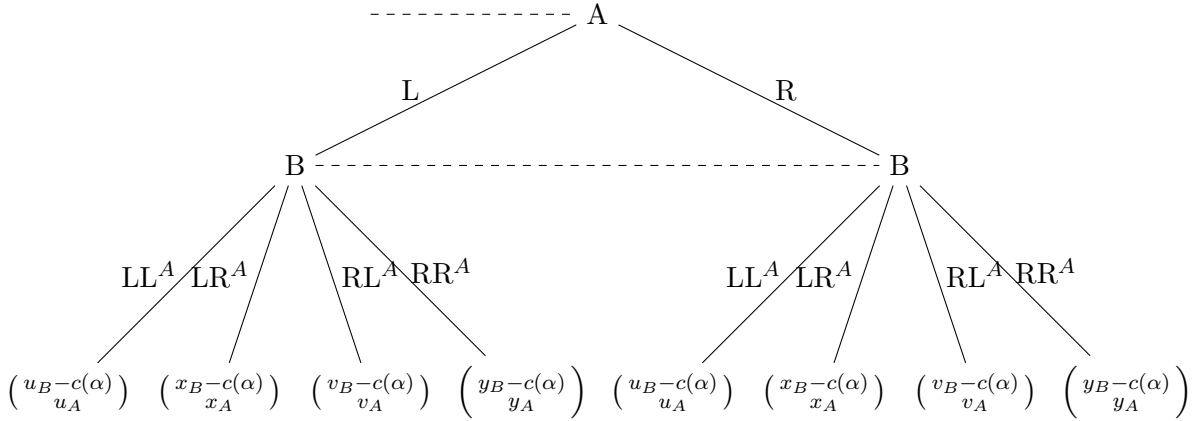 A
L R
B B
LL^A LR^A RL^A RR^A LL^A LR^A RL^A RR^A
(u_B−c(α) u_A) (x_B−c(α) x_A) (v_B−c(α) v_A) (y_B−c(α) y_A) (u_B−c(α) u_A) (x_B−c(α) x_A) (v_B−c(α) v_A) (y_B−c(α) y_A)